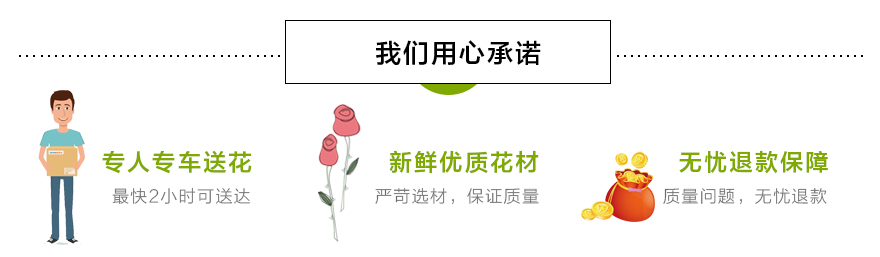 我们用心承诺
专人专车送花
最快2小时可送达
新鲜优质花材
严苛选材，保证质量
无忧退款保障
质量问题，无忧退款